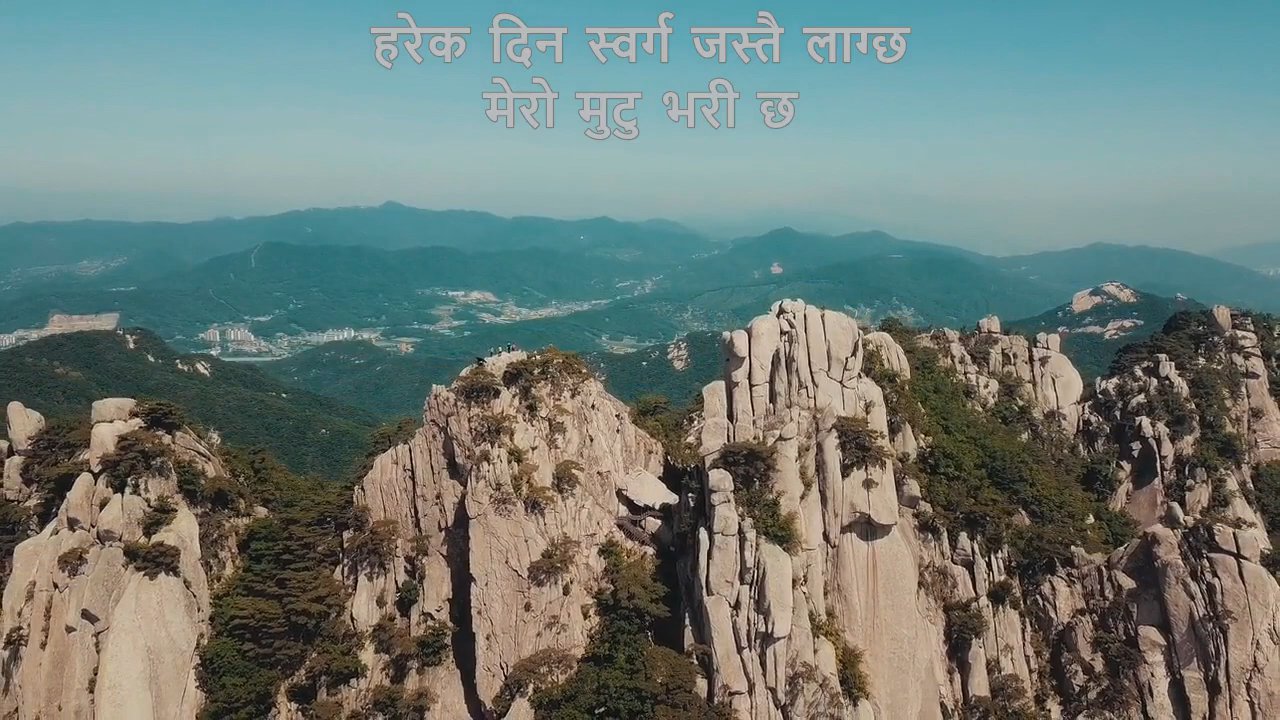 हरेक दिन स्वर्ग जस्तै लाग्छ
मेरो मुटु भरी छ